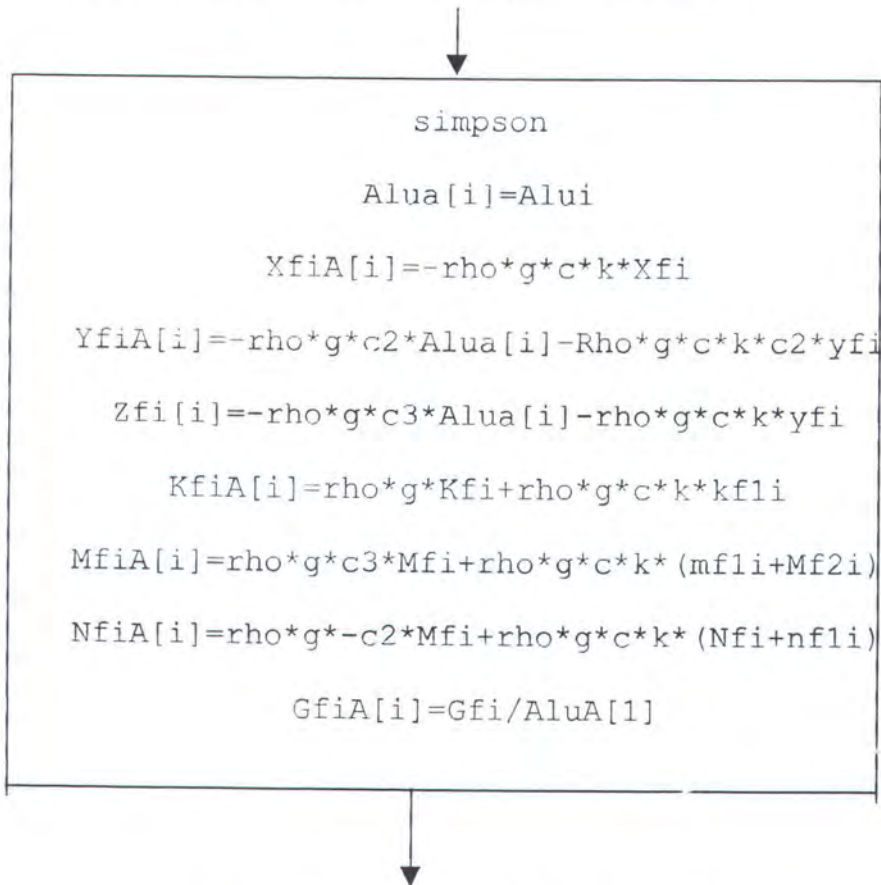 simpson
Alua[i]=Alui
XfiA[i]=-rho*g*c*k*Xfi
YfiA[i]=-rho*g*c2*Alua[i]-Rho*g*c*k*c2*yfi
Zfi[i]=-rho*g*c3*Alua[i]-rho*g*c*k*yfi
KfiA[i]=rho*g*Kfi+rho*g*c*k*kf1i
MfiA[i]=rho*g*c3*Mfi+rho*g*c*k*(mf1i+Mf2i)
NfiA[i]=rho*g*-c2*Mfi+rho*g*c*k*(Nfi+nf1i)
GfiA[i]=Gfi/AluA[1]